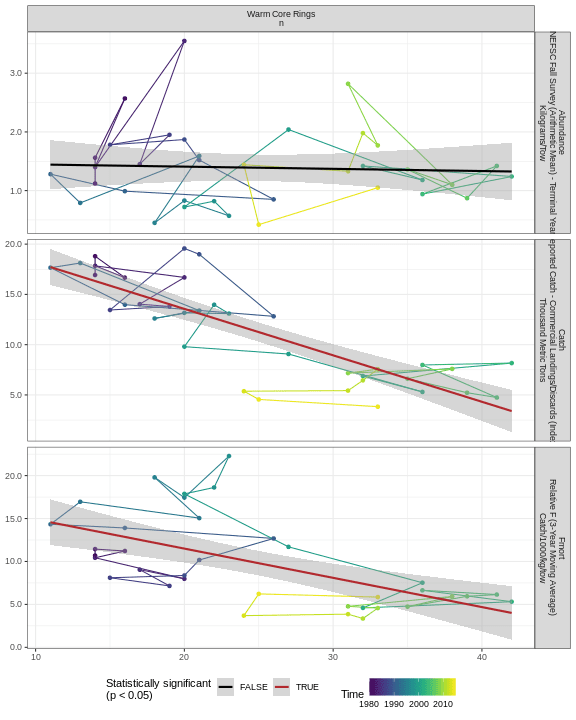 Warm Core Rings
n
3.0
2.0
1.0
Abundance
NEFSC Fall Survey (Arithmetic Mean) - Terminal Year
Kilograms/tow
20.0
15.0
10.0
5.0
Catch
Reported Catch - Commercial Landings/Discards (Index
Thousand Metric Tons
20.0
15.0
10.0
5.0
0.0
Fmort
Relative F (3-Year Moving Average)
Catch/1000/kg/tow
10
20
30
40
Statistically significant
(p < 0.05)
FALSE
TRUE
Time
1980 1990 2000 2010